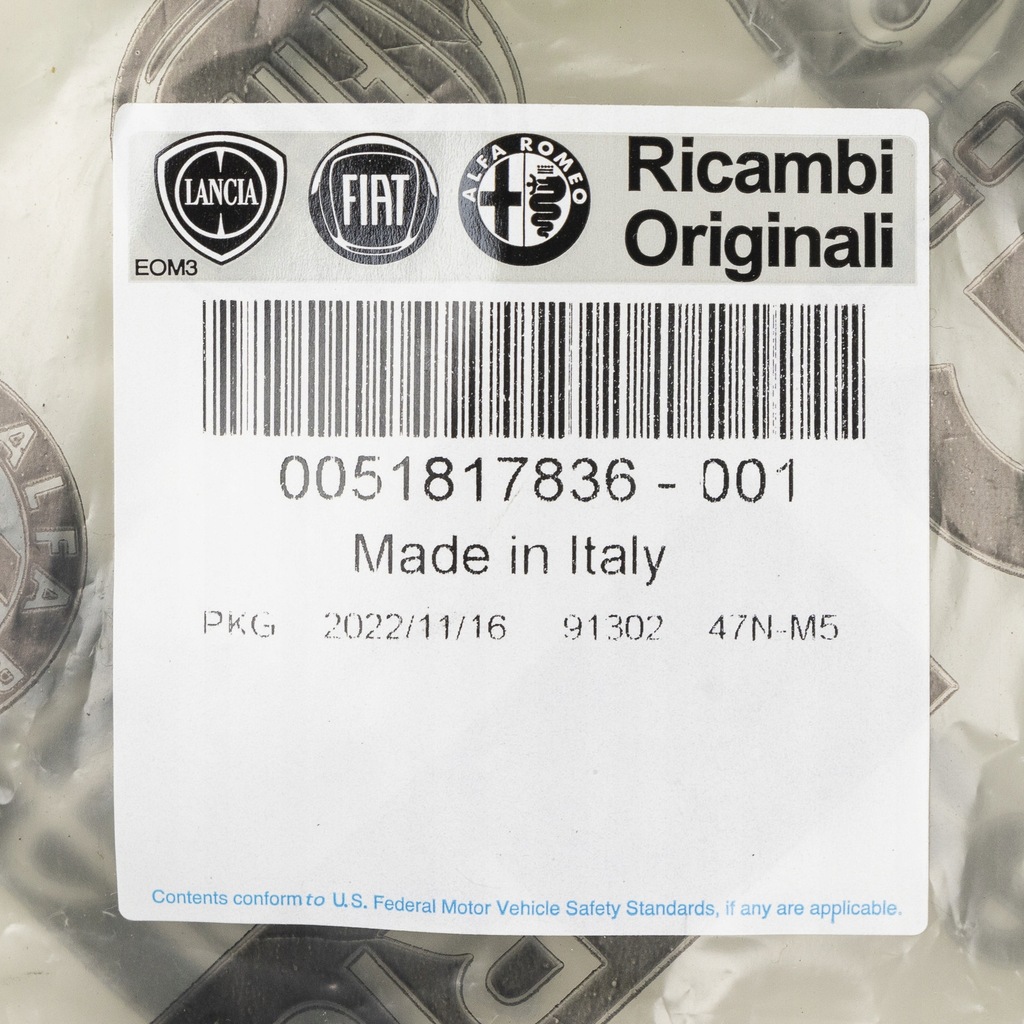 LANCIA
FIAT
ALFA ROMEO
Ricambi
Originali
EOM3
0051817836 - 001
Made in Italy
PKG 2022/11/16 91302 47N-M5
Contents conform to U.S. Federal Motor Vehicle Safety Standards, if any are applicable.
ALFA R